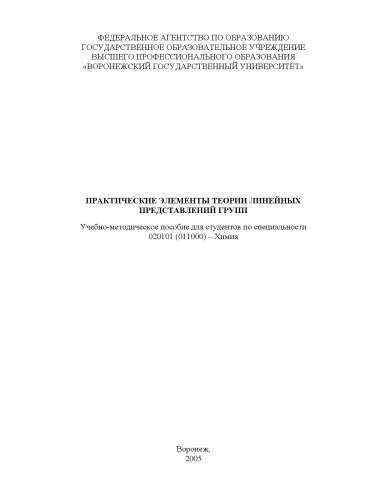 ФЕДЕРАЛЬНОЕ АГЕНТСТВО ПО ОБРАЗОВАНИЮ
ГОСУДАРСТВЕННОЕ ОБРАЗОВАТЕЛЬНОЕ УЧРЕЖДЕНИЕ
ВЫСШЕГО ПРОФЕССИОНАЛЬНОГО ОБРАЗОВАНИЯ
«ВОРОНЕЖСКИЙ ГОСУДАРСТВЕННЫЙ УНИВЕРСИТЕТ»
ПРАКТИЧЕСКИЕ ЭЛЕМЕНТЫ ТЕОРИИ ЛИНЕЙНЫХ
ПРЕДСТАВЛЕНИЙ ГРУПП
Учебно-методическое пособие для студентов по специальности
020101 (011000) – Химия
Воронеж,
2005